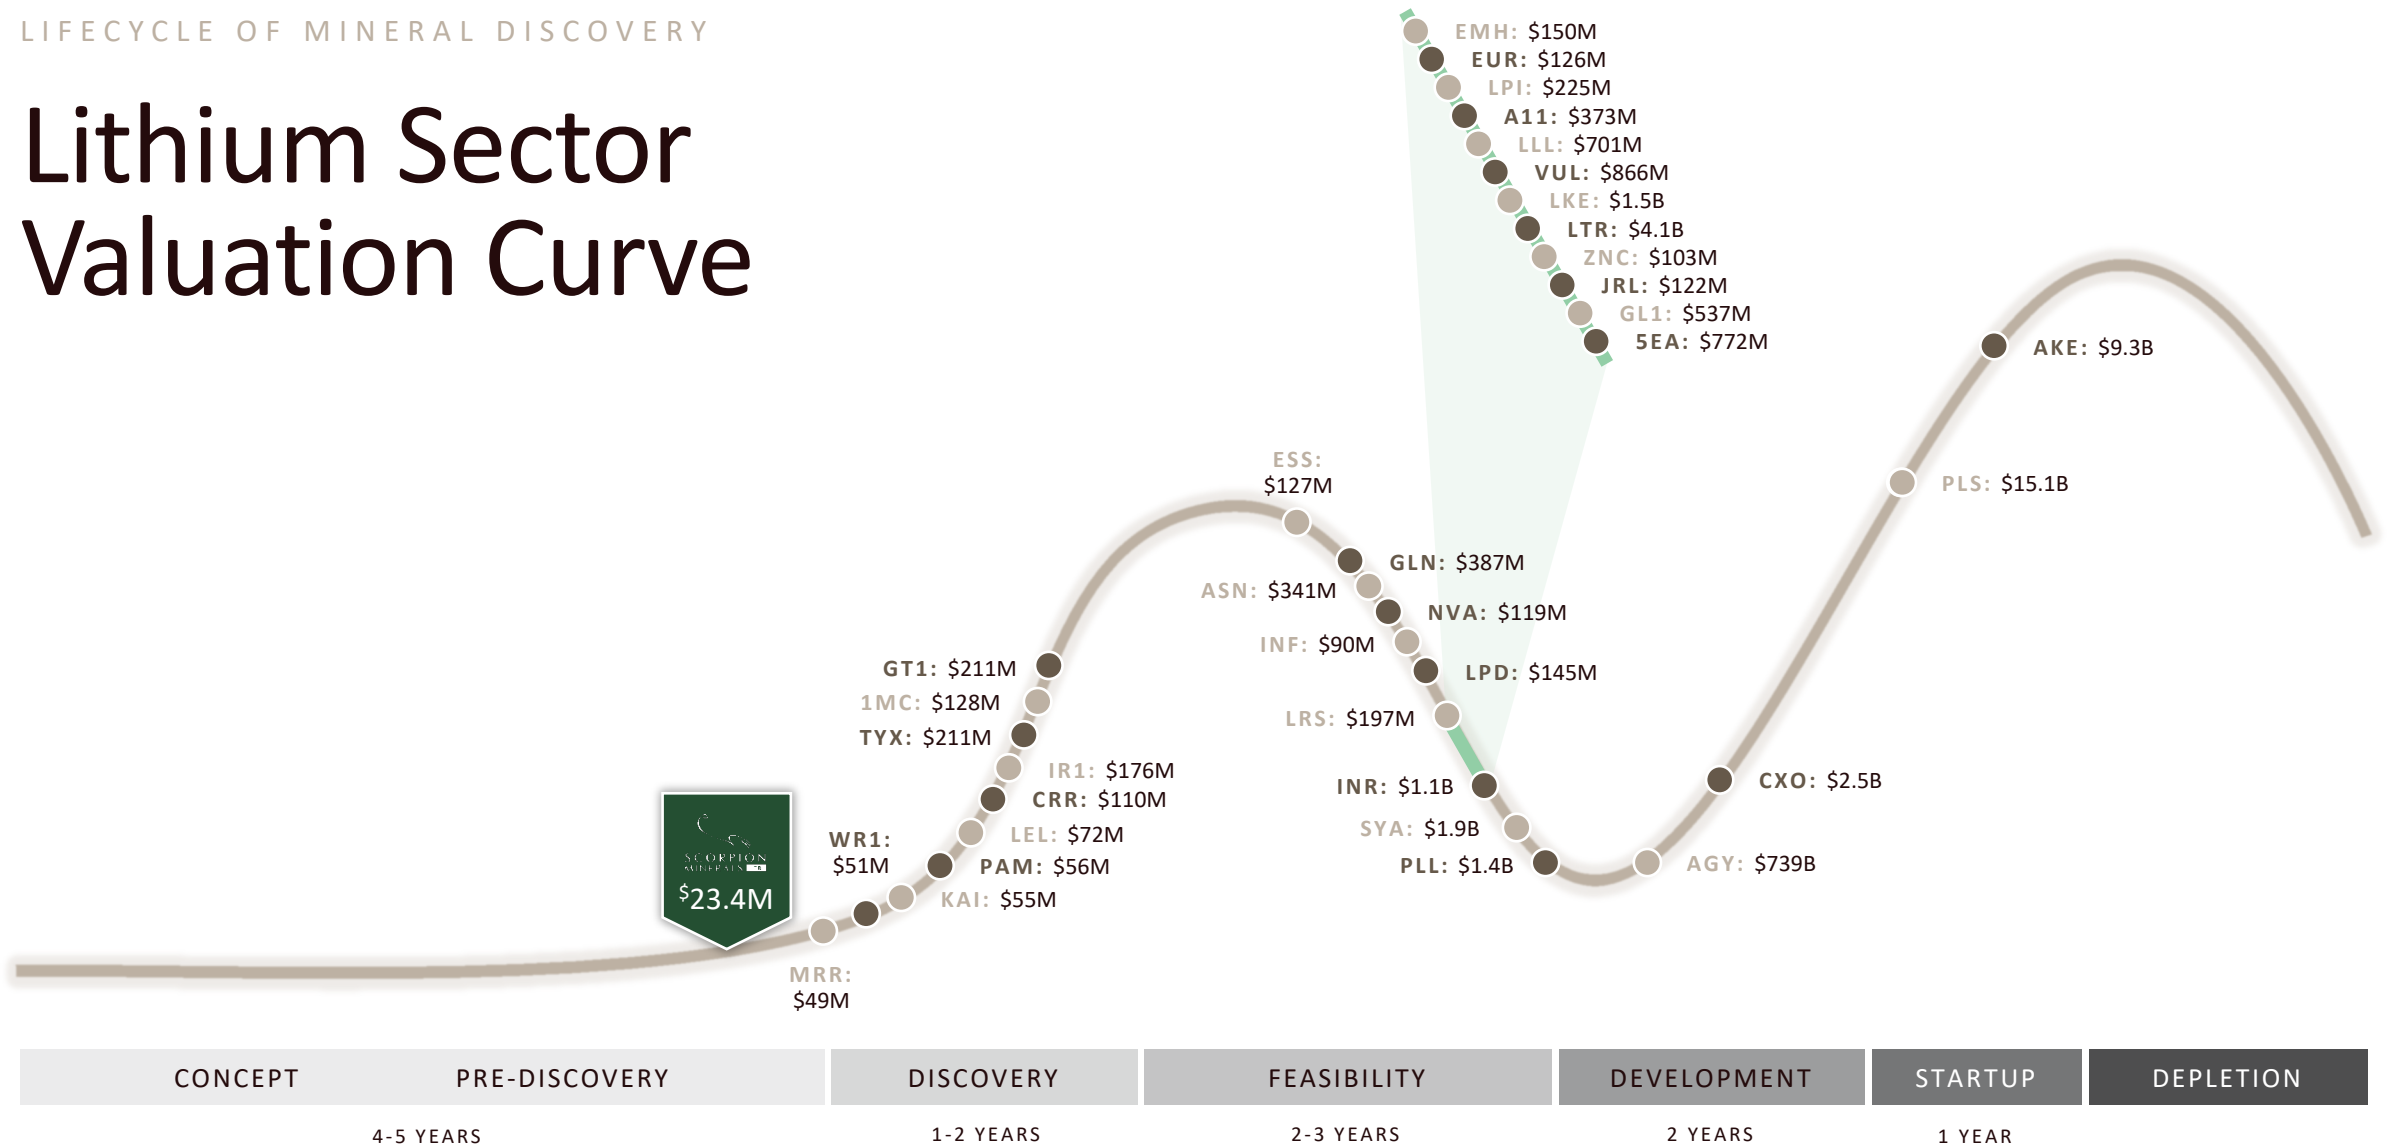 LIFECYCLE OF MINERAL DISCOVERY
Lithium Sector
Valuation Curve
EMH: $150M
EUR: $126M
LPI: $225M
A11: $373M
LLL: $701M
VUL: $866M
LKE: $1.5B
LTR: $4.1B
ZNC: $103M
JRL: $122M
GL1: $537M
5EA: $772M
AKE: $9.3B
PLS: $15.1B
ESS:
$127M
GLN: $387M
ASN: $341M
NVA: $119M
INF: $90M
LPD: $145M
LRS: $197M
GT1: $211M
1MC: $128M
TYX: $211M
IR1: $176M
CRR: $110M
LEL: $72M
PAM: $56M
KAI: $55M
WR1:
$51M
MRR:
$49M
SCORPION
MINERALS
$23.4M
INR: $1.1B
SYA: $1.9B
PLL: $1.4B
AGY: $739B
CXO: $2.5B
CONCEPT PRE-DISCOVERY DISCOVERY FEASIBILITY DEVELOPMENT STARTUP DEPLETION
4-5 YEARS 1-2 YEARS 2-3 YEARS 2 YEARS 1 YEAR